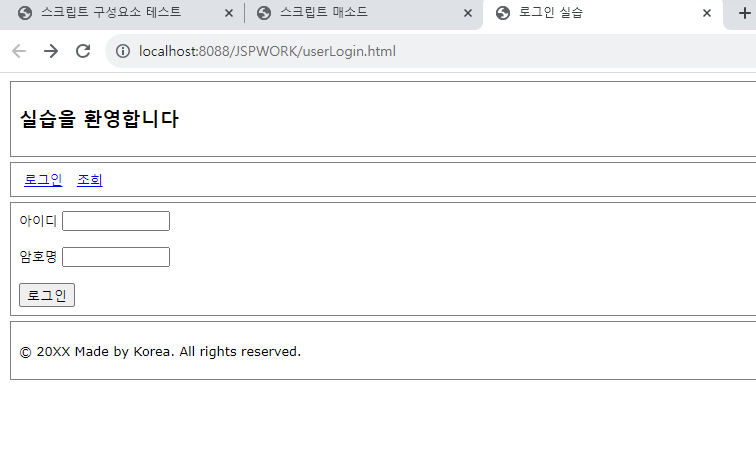 스크립트 구성요소 테스트
스크립트 매소드
로그인 실습
localhost:8088/JSPWORK/userLogin.html
실습을 환영합니다
로그인 조회
아이디
암호명
로그인
© 20XX Made by Korea. All rights reserved.